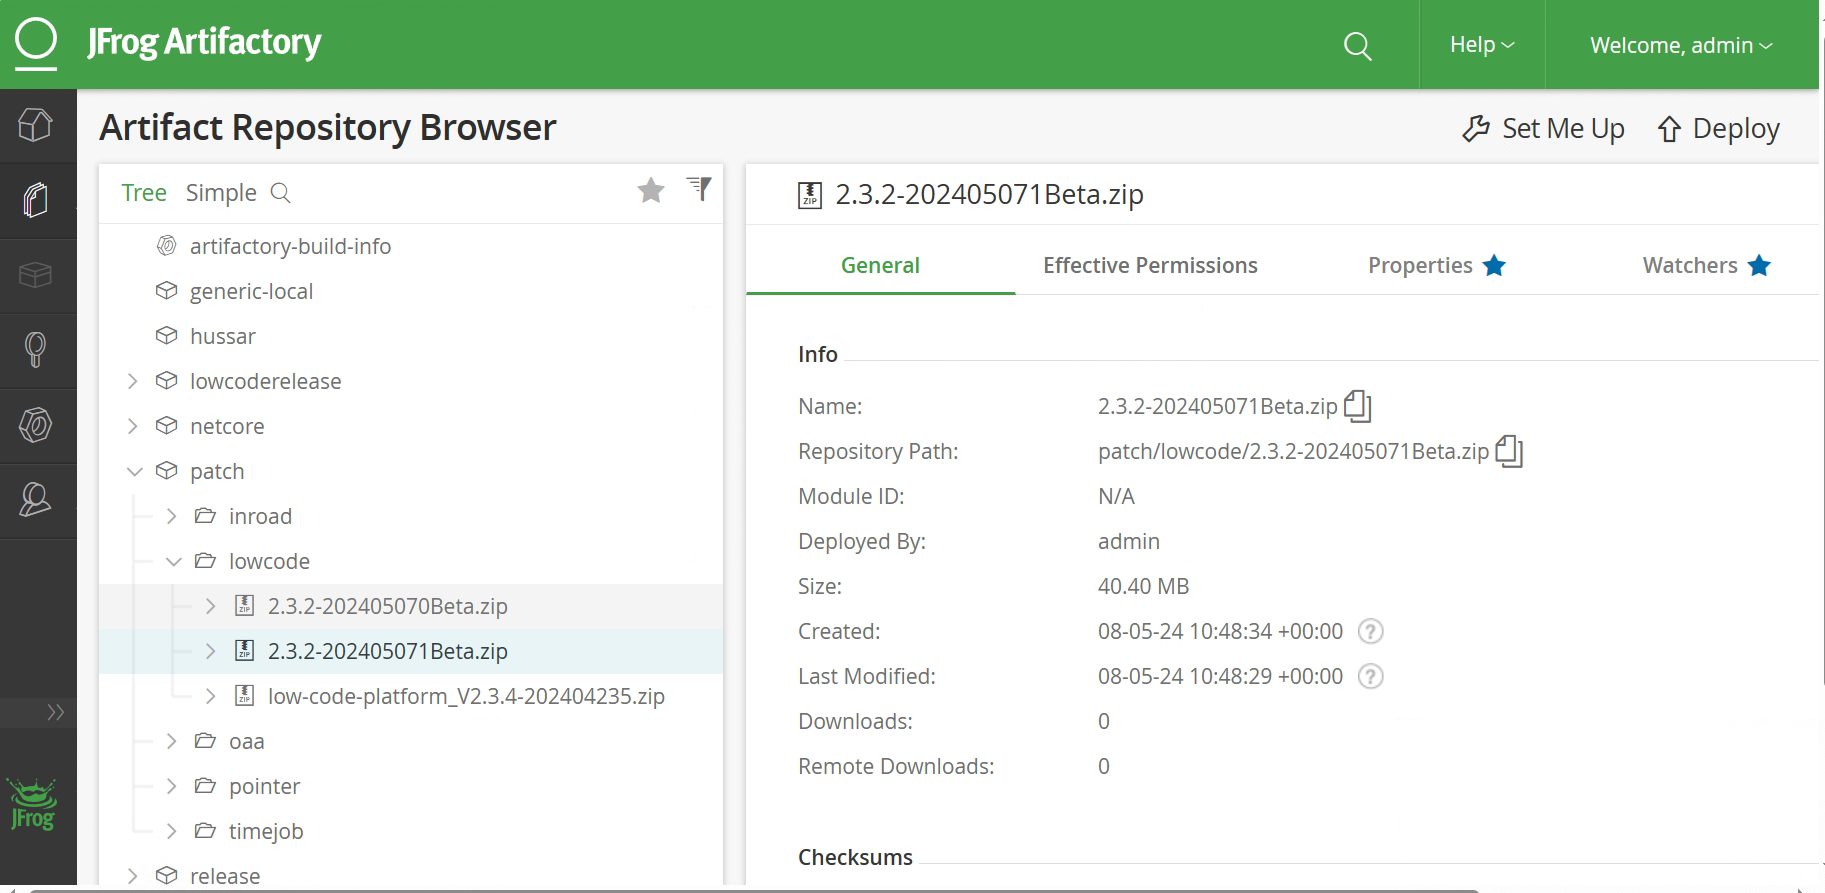 JFrog Artifactory
Help
Welcome, admin
Artifact Repository Browser
Set Me Up
Deploy
Tree
Simple
artifactory-build-info
generic-local
hussar
lowcoderelease
netcore
patch
inroad
lowcode
2.3.2-202405070Beta.zip
2.3.2-202405071Beta.zip
low-code-platform_V2.3.4-202404235.zip
oaa
pointer
timejob
release
JFrog
2.3.2-202405071Beta.zip
General
Effective Permissions
Properties
Watchers
Info
Name: 2.3.2-202405071Beta.zip
Repository Path: patch/lowcode/2.3.2-202405071Beta.zip
Module ID: N/A
Deployed By: admin
Size: 40.40 MB
Created: 08-05-24 10:48:34 +00:00 ?
Last Modified: 08-05-24 10:48:29 +00:00 ?
Downloads: 0
Remote Downloads: 0
Checksums